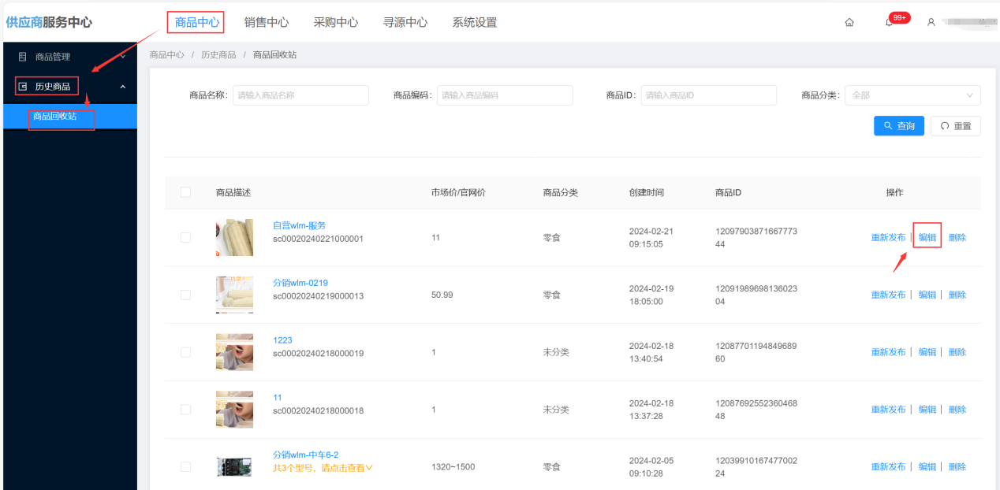 供应商服务中心
商品中心 销售中心 采购中心 寻源中心 系统设置
99+
商品管理
历史商品
商品回收站
商品中心 / 历史商品 / 商品回收站
商品名称: 请输入商品名称 商品编码: 请输入商品编码 商品ID: 请输入商品ID 商品分类: 全部
查询 重置
商品描述 市场价/官网价 商品分类 创建时间 商品ID 操作
自营wlm-服务
sc00020240221000001
11
零食
2024-02-21
09:15:05
12097903871667773
44
重新发布 | 编辑 删除
分销wlm-0219
sc00020240219000013
50.99
零食
2024-02-19
18:05:00
12091989698136023
04
重新发布 | 编辑 | 删除
1223
sc00020240218000019
1
未分类
2024-02-18
13:40:54
12087701194849689
60
重新发布 | 编辑 | 删除
11
sc00020240218000018
1
未分类
2024-02-18
13:37:28
12087692552360468
48
重新发布 | 编辑 | 删除
分销wlm-中车6-2
共3个型号，请点击查看
1320~1500
零食
2024-02-05
09:10:28
12039910167477002
24
重新发布 | 编辑 | 删除